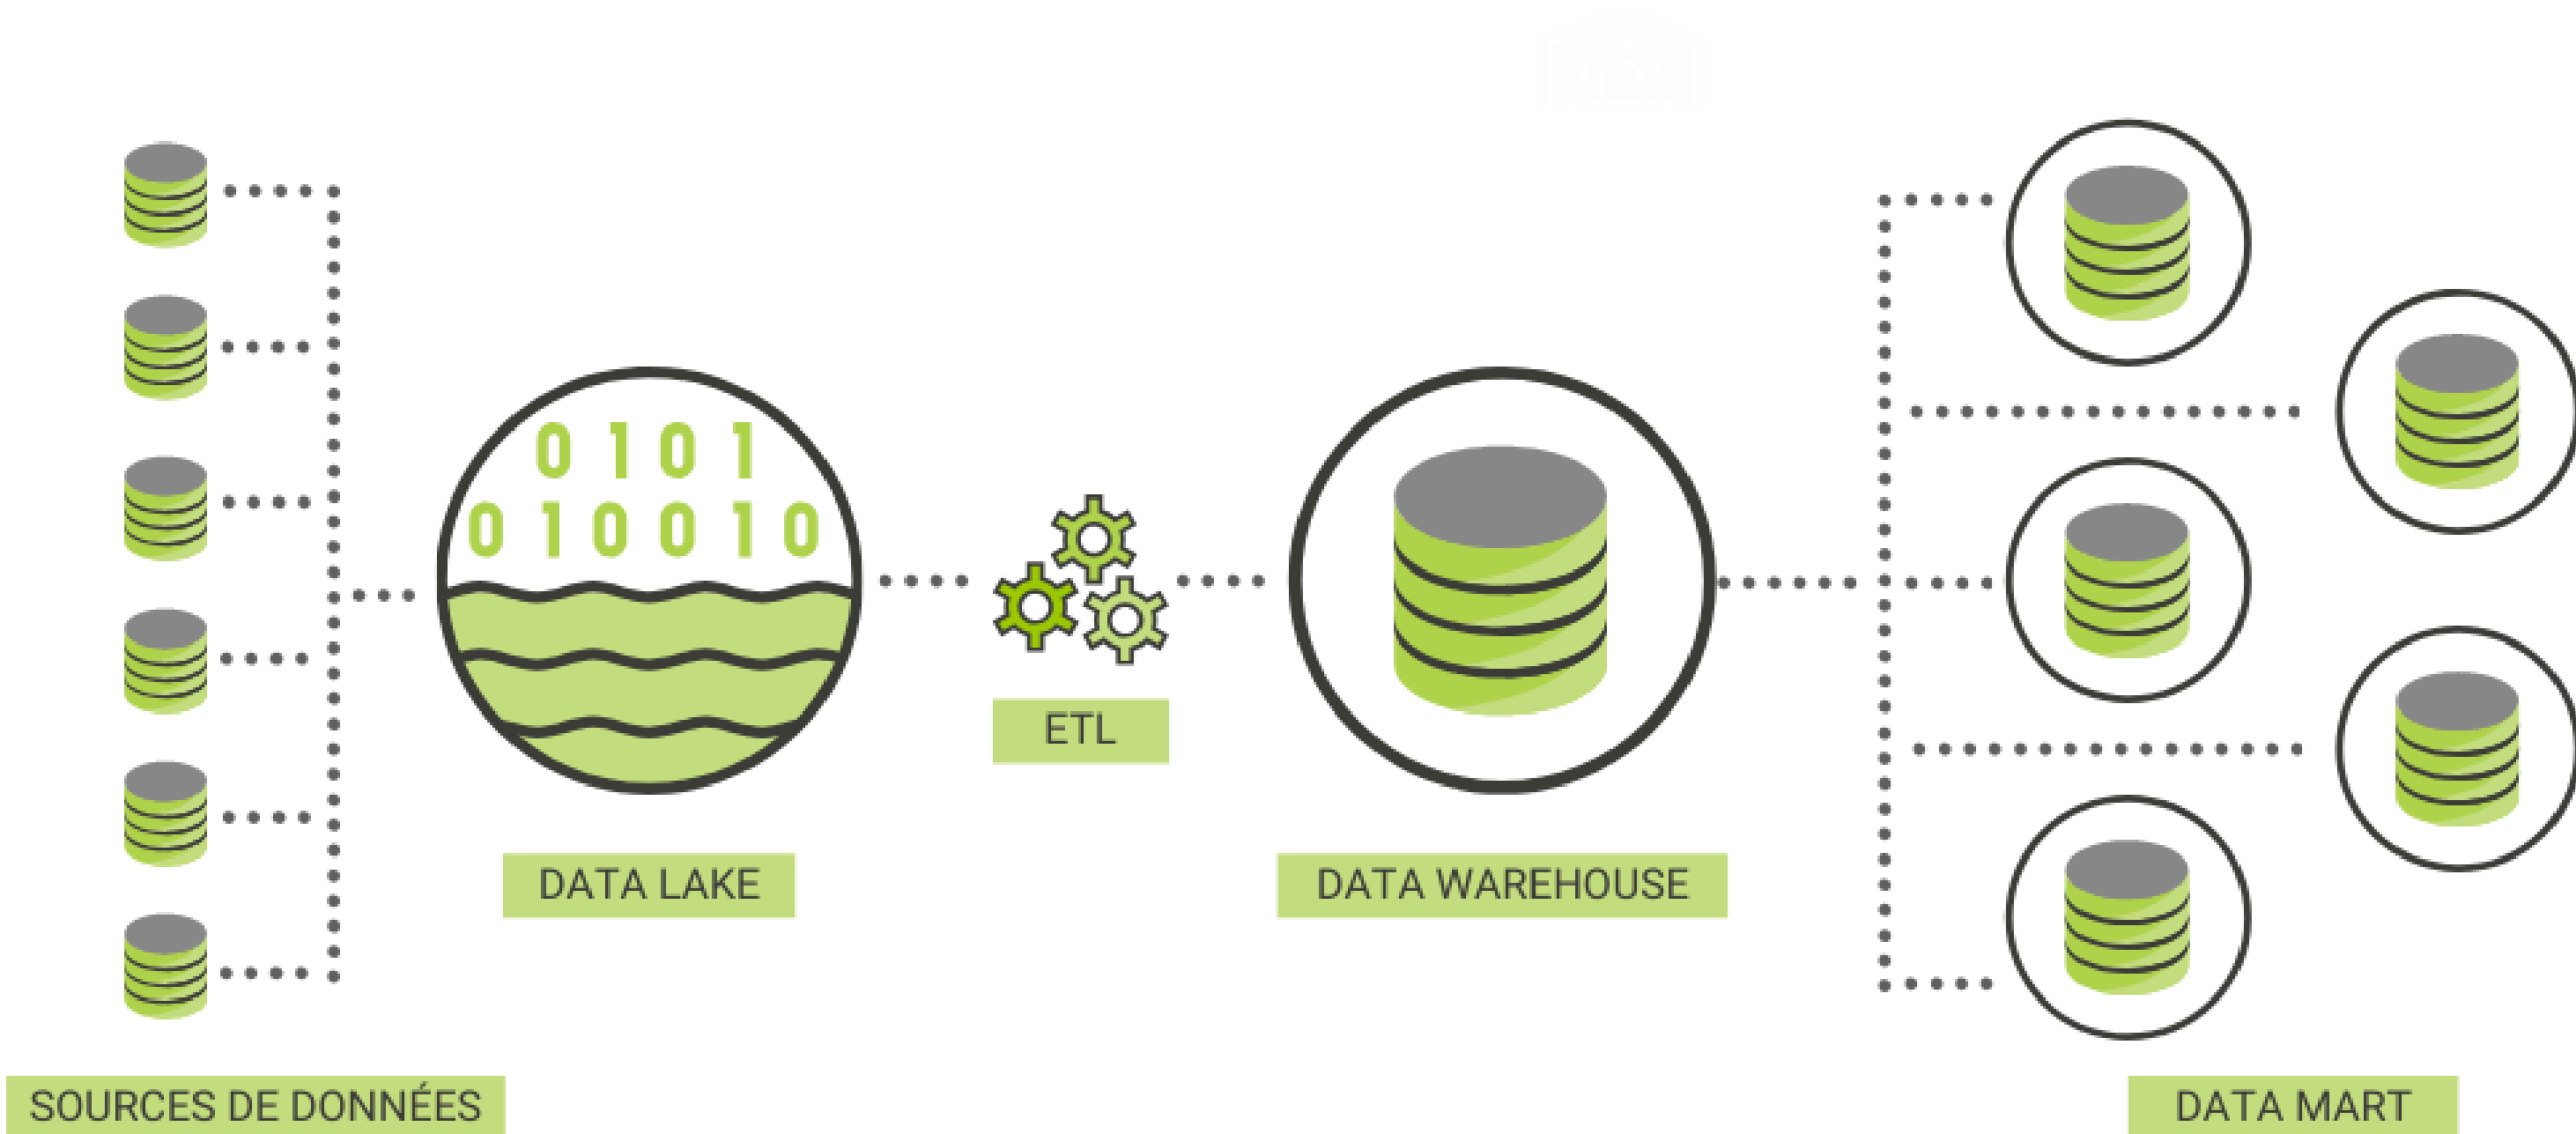 0 1 0 1
0 1 0 0 1 0
ETL
DATA LAKE
DATA WAREHOUSE
SOURCES DE DONNÉES
DATA MART